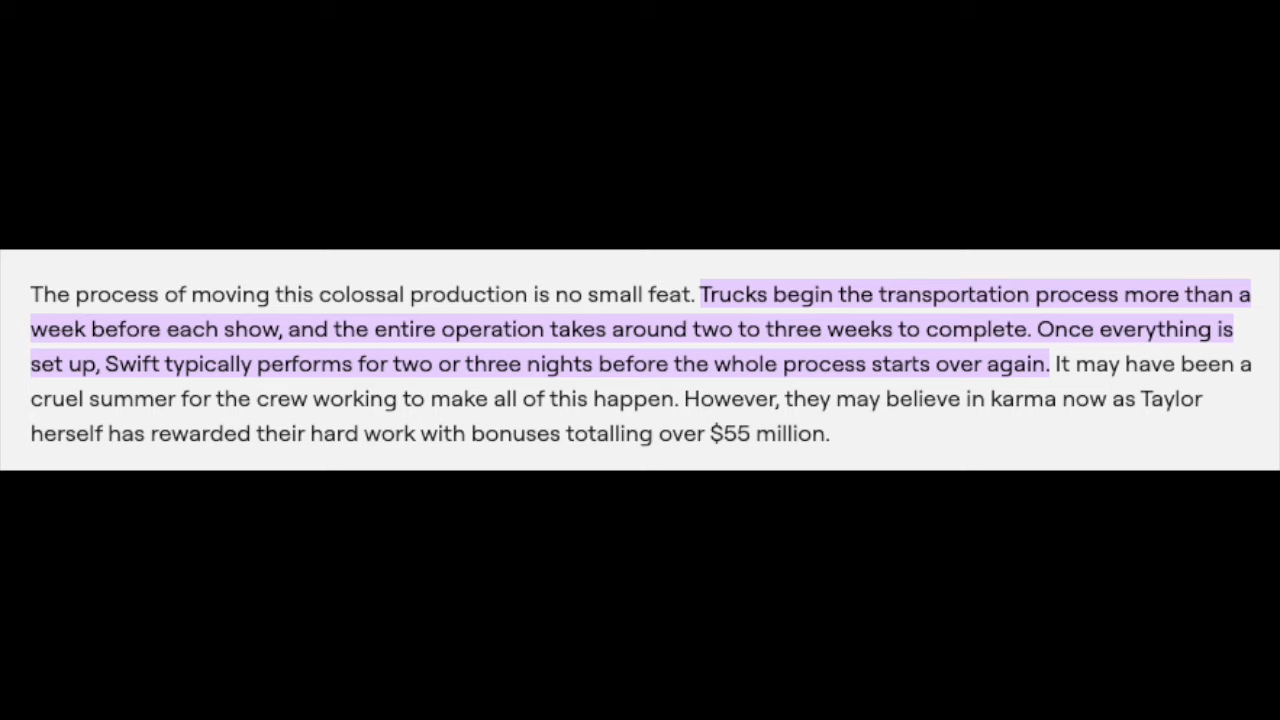 The process of moving this colossal production is no small feat. Trucks begin the transportation process more than a
week before each show, and the entire operation takes around two to three weeks to complete. Once everything is
set up, Swift typically performs for two or three nights before the whole process starts over again. It may have been a
cruel summer for the crew working to make all of this happen. However, they may believe in karma now as Taylor
herself has rewarded their hard work with bonuses totalling over $55 million.